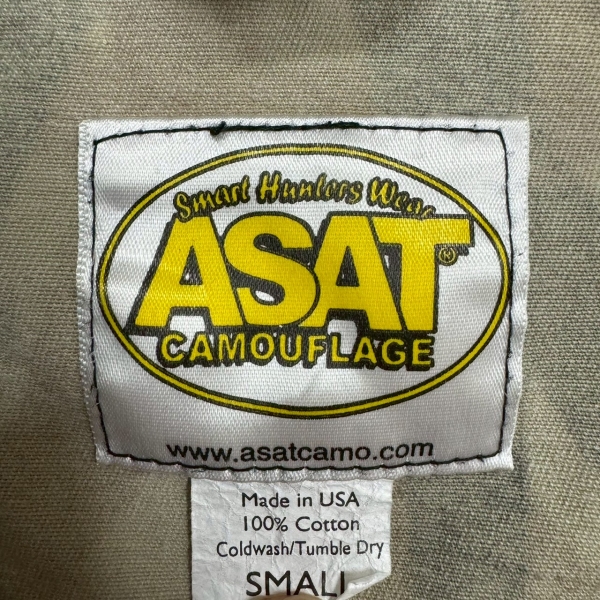 Smart Hunters Wear
ASAT®
CAMOUFLAGE
www.asatcamo.com
Made in USA
100% Cotton
Coldwash/Tumble Dry
SMALL